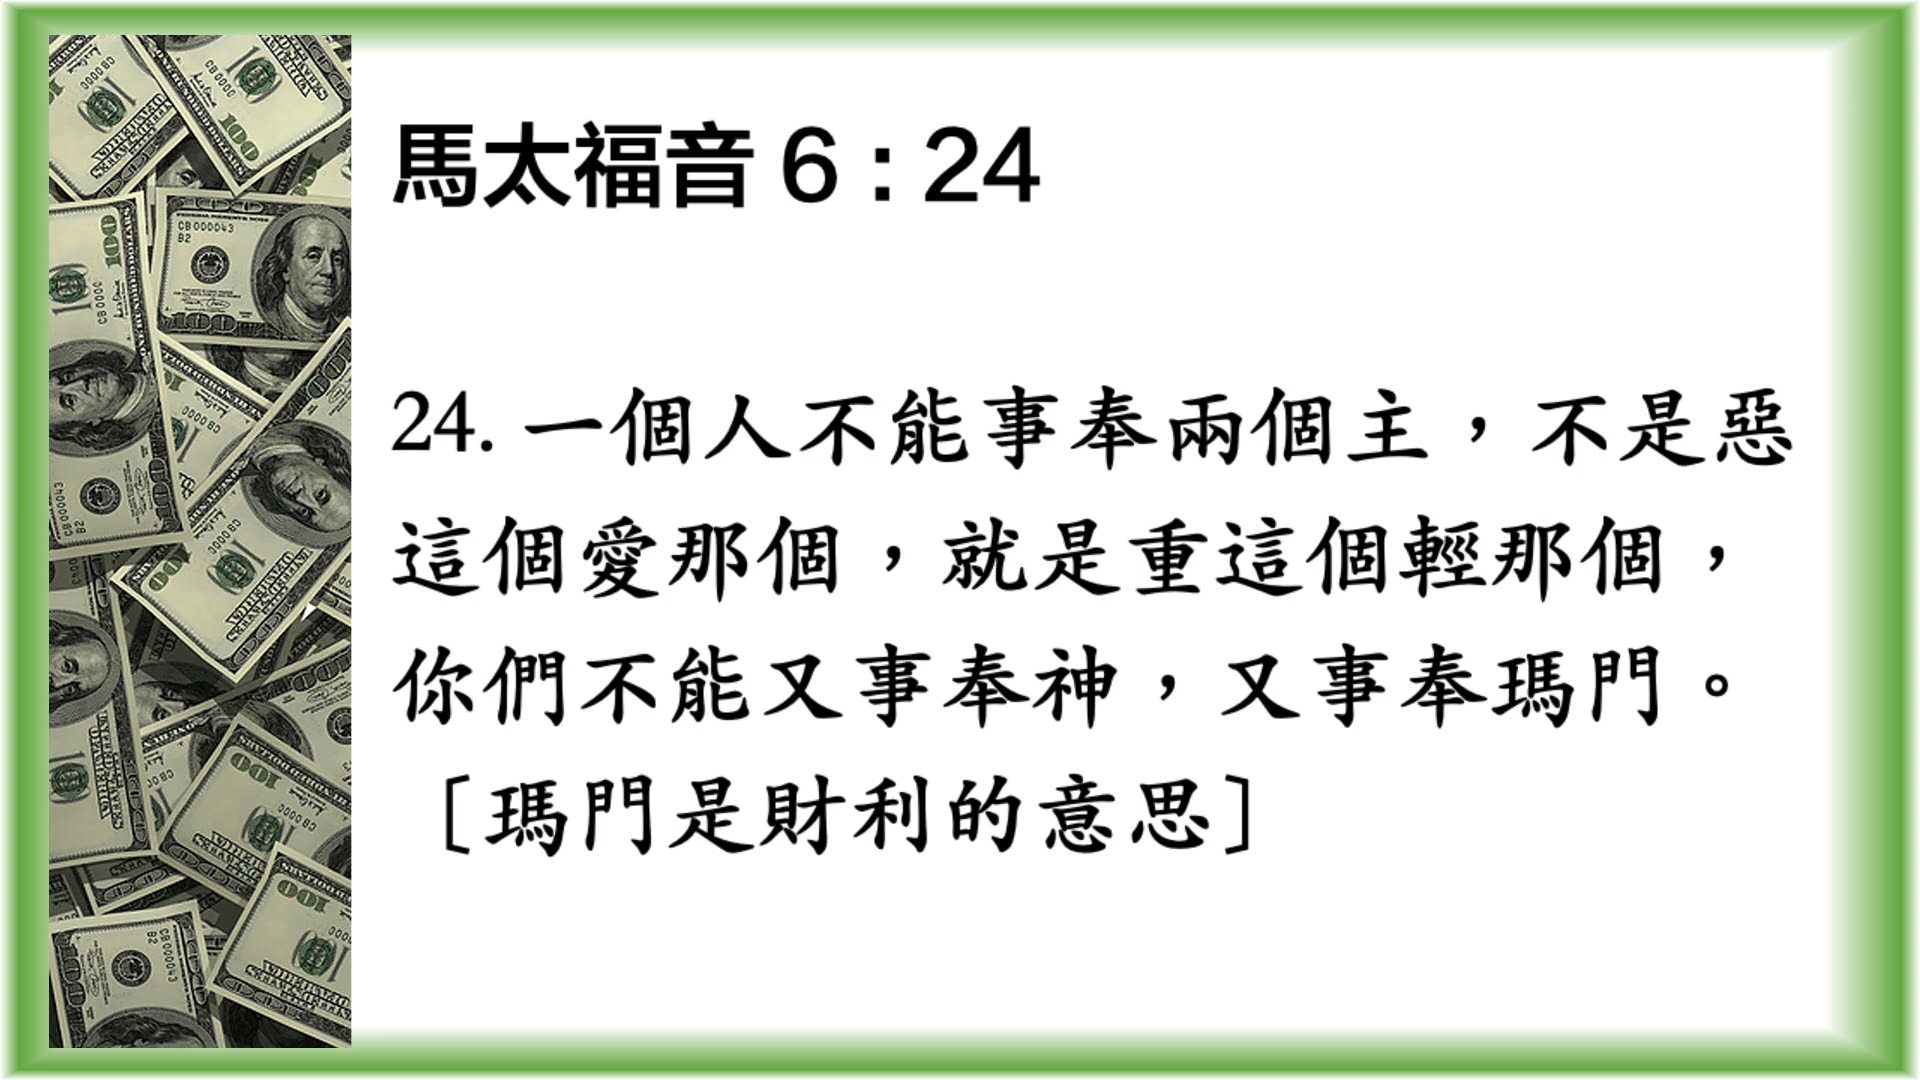 馬太福音 6 : 24
24. 一個人不能事奉兩個主，不是惡
這個愛那個，就是重這個輕那個，
你們不能又事奉神，又事奉瑪門。
［瑪門是財利的意思］